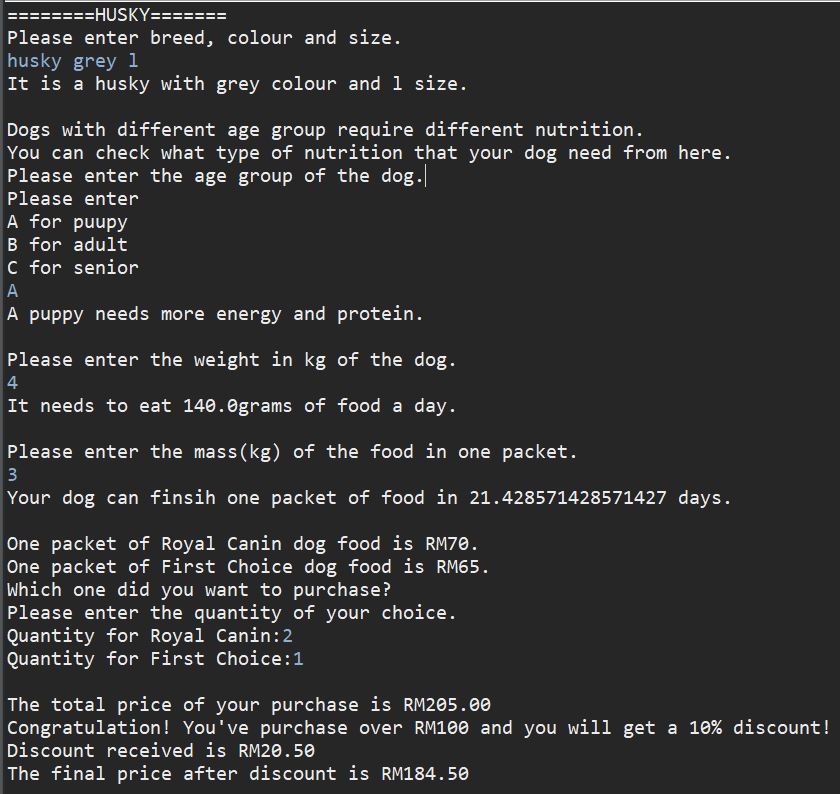 ========HUSKY=======
Please enter breed, colour and size.
husky grey l
It is a husky with grey colour and l size.
Dogs with different age group require different nutrition.
You can check what type of nutrition that your dog need from here.
Please enter the age group of the dog.
Please enter
A for puupy
B for adult
C for senior
A
A puppy needs more energy and protein.
Please enter the weight in kg of the dog.
4
It needs to eat 140.0grams of food a day.
Please enter the mass(kg) of the food in one packet.
3
Your dog can finsih one packet of food in 21.428571428571427 days.
One packet of Royal Canin dog food is RM70.
One packet of First Choice dog food is RM65.
Which one did you want to purchase?
Please enter the quantity of your choice.
Quantity for Royal Canin:2
Quantity for First Choice:1
The total price of your purchase is RM205.00
Congratulation! You've purchase over RM100 and you will get a 10% discount!
Discount received is RM20.50
The final price after discount is RM184.50